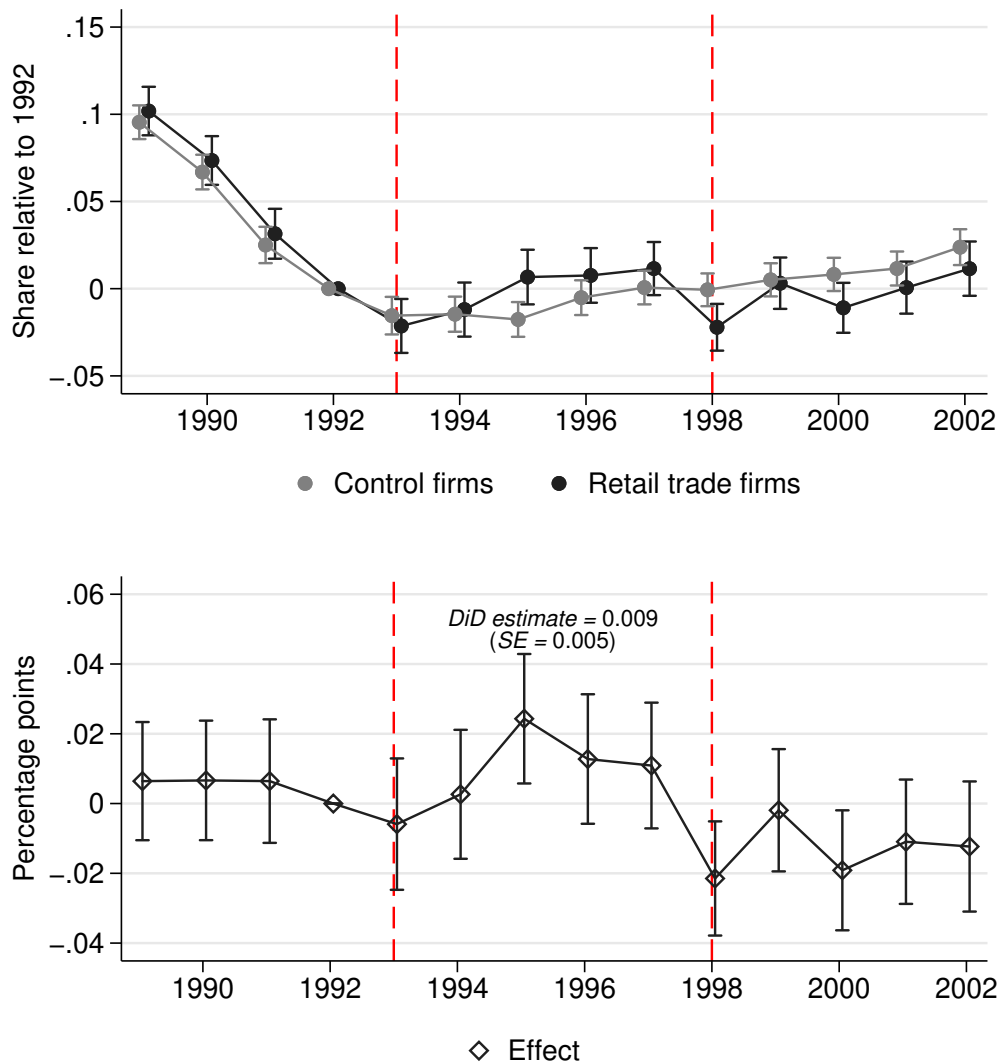 Share relative to 1992
.15
.1
.05
0
−.05
1990 1992 1994 1996 1998 2000 2002
Control firms Retail trade firms
Percentage points
.06
.04
.02
0
−.02
−.04
DiD estimate = 0.009
(SE = 0.005)
1990 1992 1994 1996 1998 2000 2002
Effect